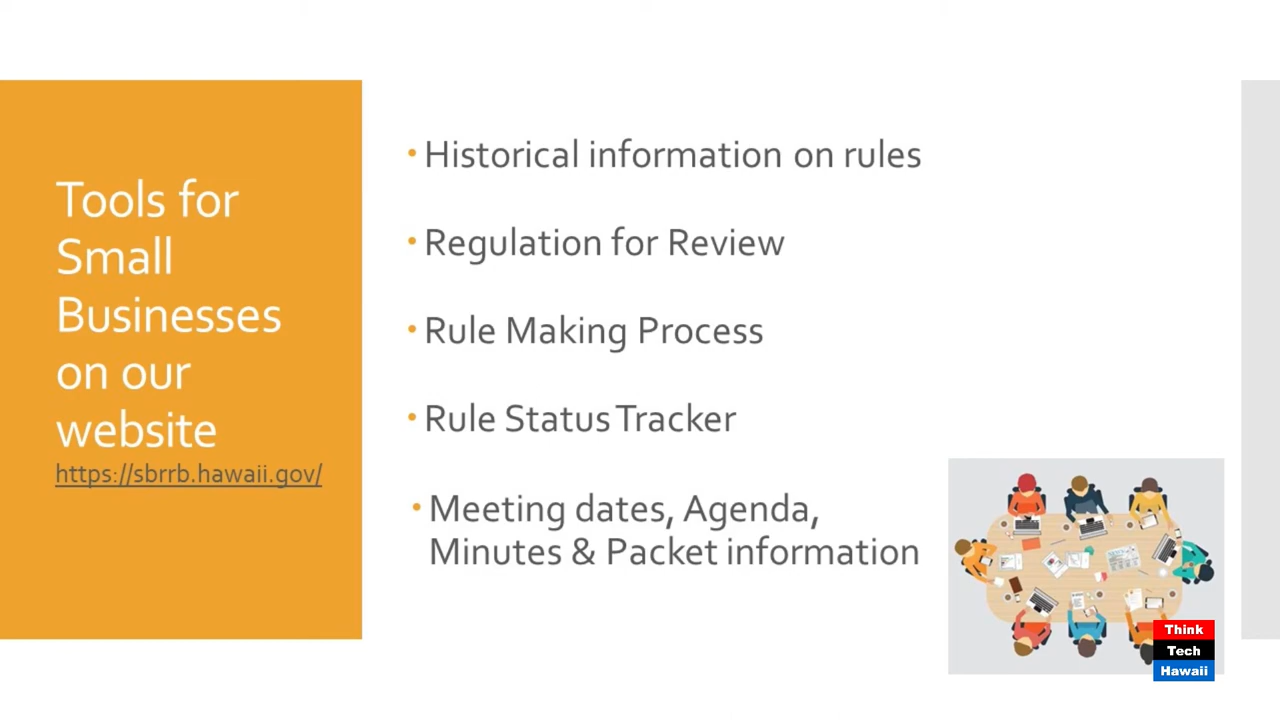 Tools for
Small
Businesses
on our
website
https://sbrrb.hawaii.gov/
• Historical information on rules
• Regulation for Review
• Rule Making Process
• Rule Status Tracker
• Meeting dates, Agenda,
Minutes & Packet information
Think
Tech
Hawaii